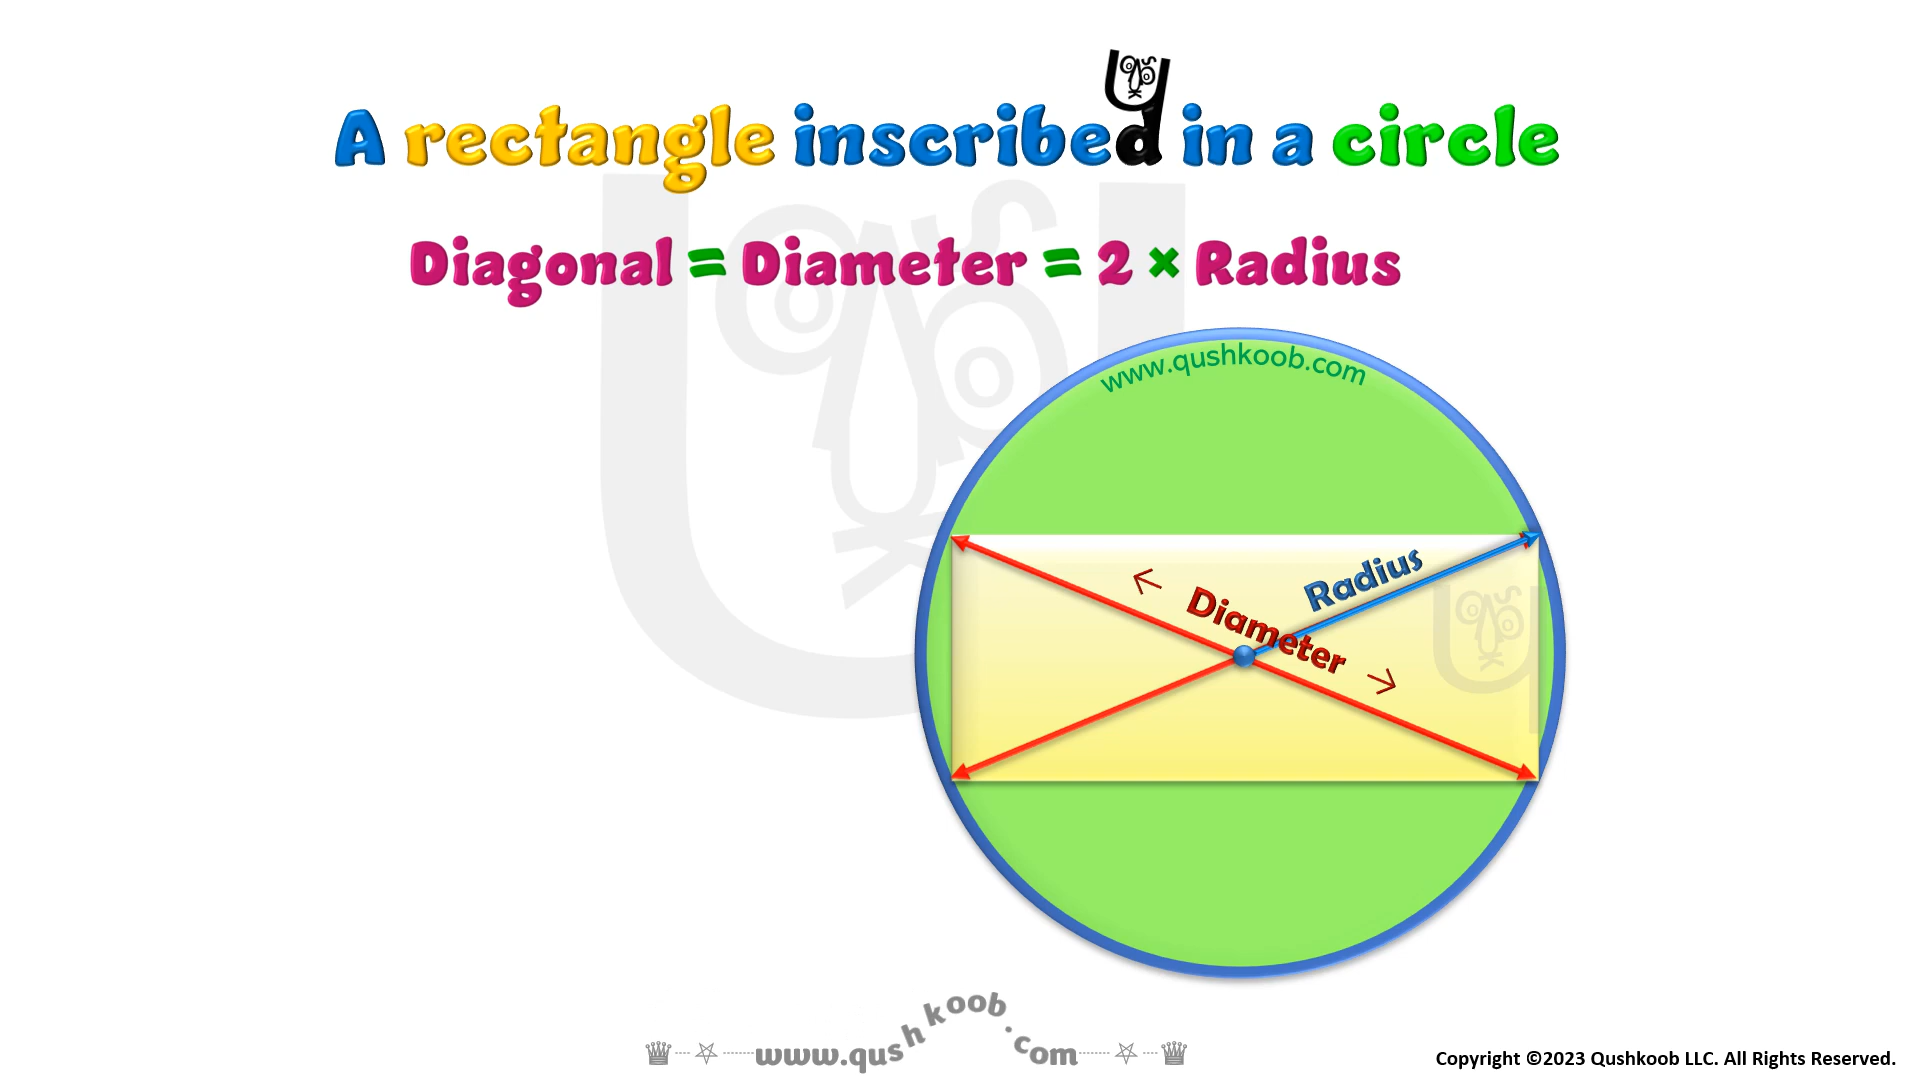 A rectangle inscribed in a circle
Diagonal = Diameter = 2 × Radius
www.qushkoob.com
Radius
← Diameter →
www.qushkoob.com
Copyright ©2023 Qushkoob LLC. All Rights Reserved.